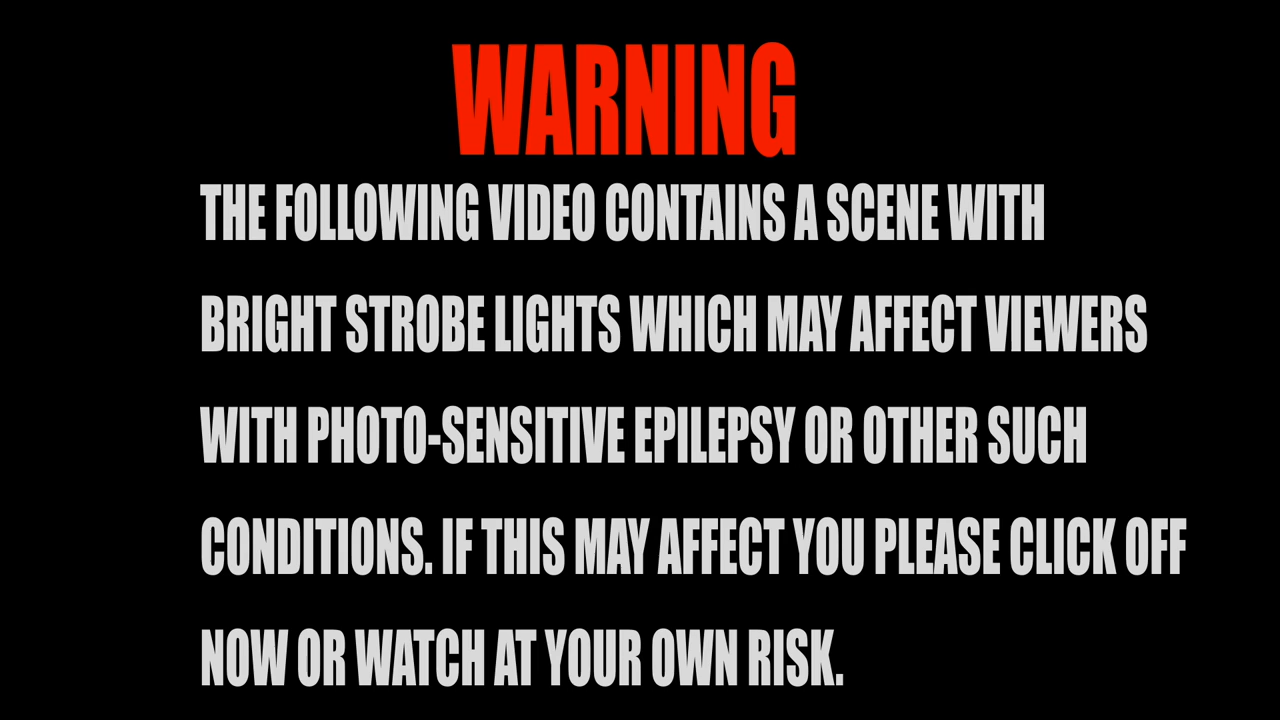 WARNING
THE FOLLOWING VIDEO CONTAINS A SCENE WITH
BRIGHT STROBE LIGHTS WHICH MAY AFFECT VIEWERS
WITH PHOTO-SENSITIVE EPILEPSY OR OTHER SUCH
CONDITIONS. IF THIS MAY AFFECT YOU PLEASE CLICK OFF
NOW OR WATCH AT YOUR OWN RISK.